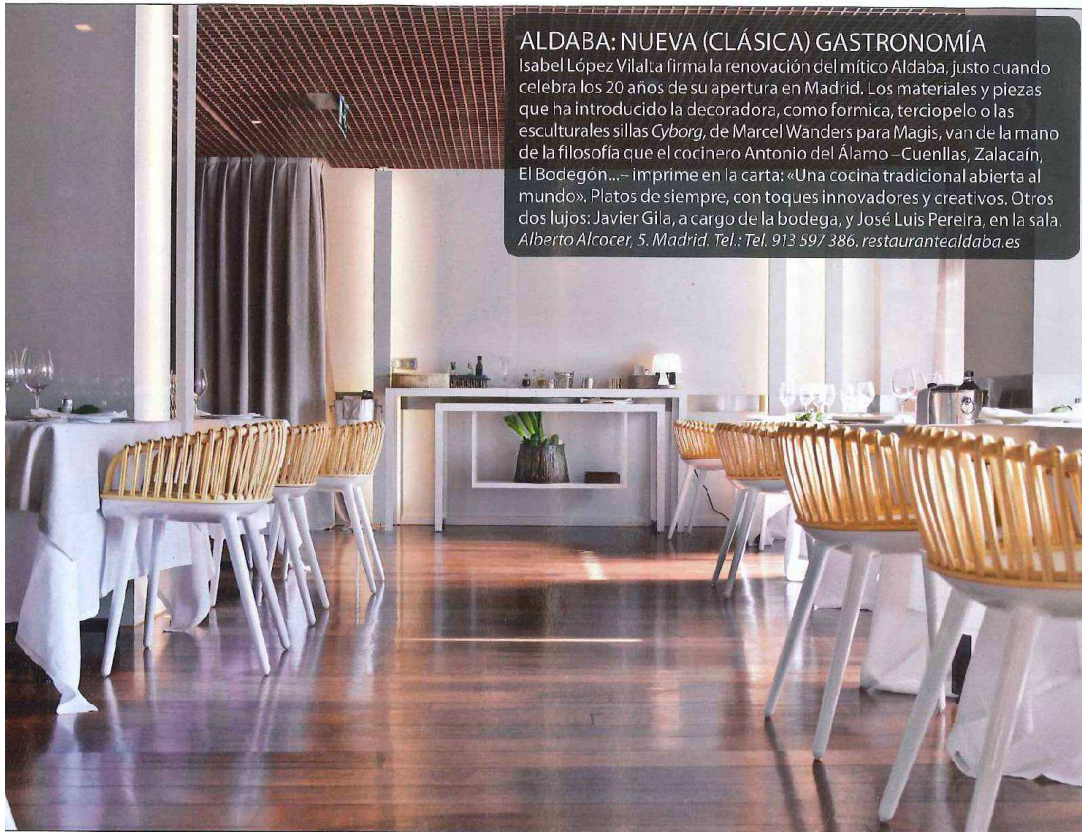 ALDABA: NUEVA (CLÁSICA) GASTRONOMÍA
Isabel López Vilalta firma la renovación del mítico Aldaba, justo cuando
celebra los 20 años de su apertura en Madrid. Los materiales y piezas
que ha introducido la decoradora, como formica, terciopelo o las
esculturales sillas Cyborg, de Marcel Wanders para Magis, van de la mano
de la filosofía que el cocinero Antonio del Álamo –Cuenllas, Zalacaín,
El Bodegón...– imprime en la carta: «Una cocina tradicional abierta al
mundo». Platos de siempre, con toques innovadores y creativos. Otros
dos lujos: Javier Gila, a cargo de la bodega, y José Luis Pereira, en la sala.
Alberto Alcocer, 5. Madrid. Tel.: Tel. 913 597 386. restaurantealdaba.es